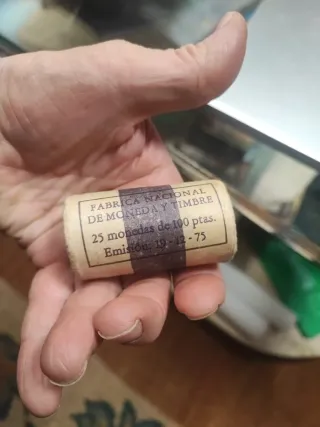 FABRICA NACIONAL
DE MONEDA Y TIMBRE
25 monedas de 100 ptas.
Emisión: 19 - 12 - 75